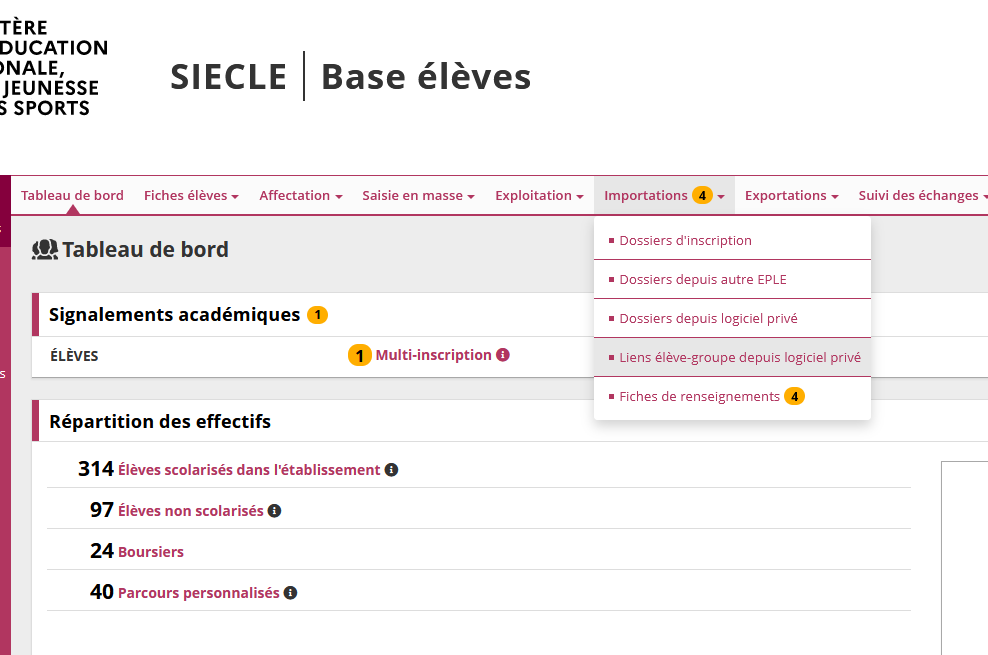 TÈRE
DUCATION
ONALE,
JEUNESSE
S SPORTS
SIECLE | Base élèves
Tableau de bord Fiches élèves Affectation Saisie en masse Exploitation Importations 4 Exportations Suivi des échanges
Dossiers d'inscription
Dossiers depuis autre EPLE
Dossiers depuis logiciel privé
Liens élève-groupe depuis logiciel privé
Fiches de renseignements 4
Tableau de bord
Signalements académiques 1
ÉLÈVES 1 Multi-inscription
s
Répartition des effectifs
314 Élèves scolarisés dans l'établissement
97 Élèves non scolarisés
24 Boursiers
40 Parcours personnalisés